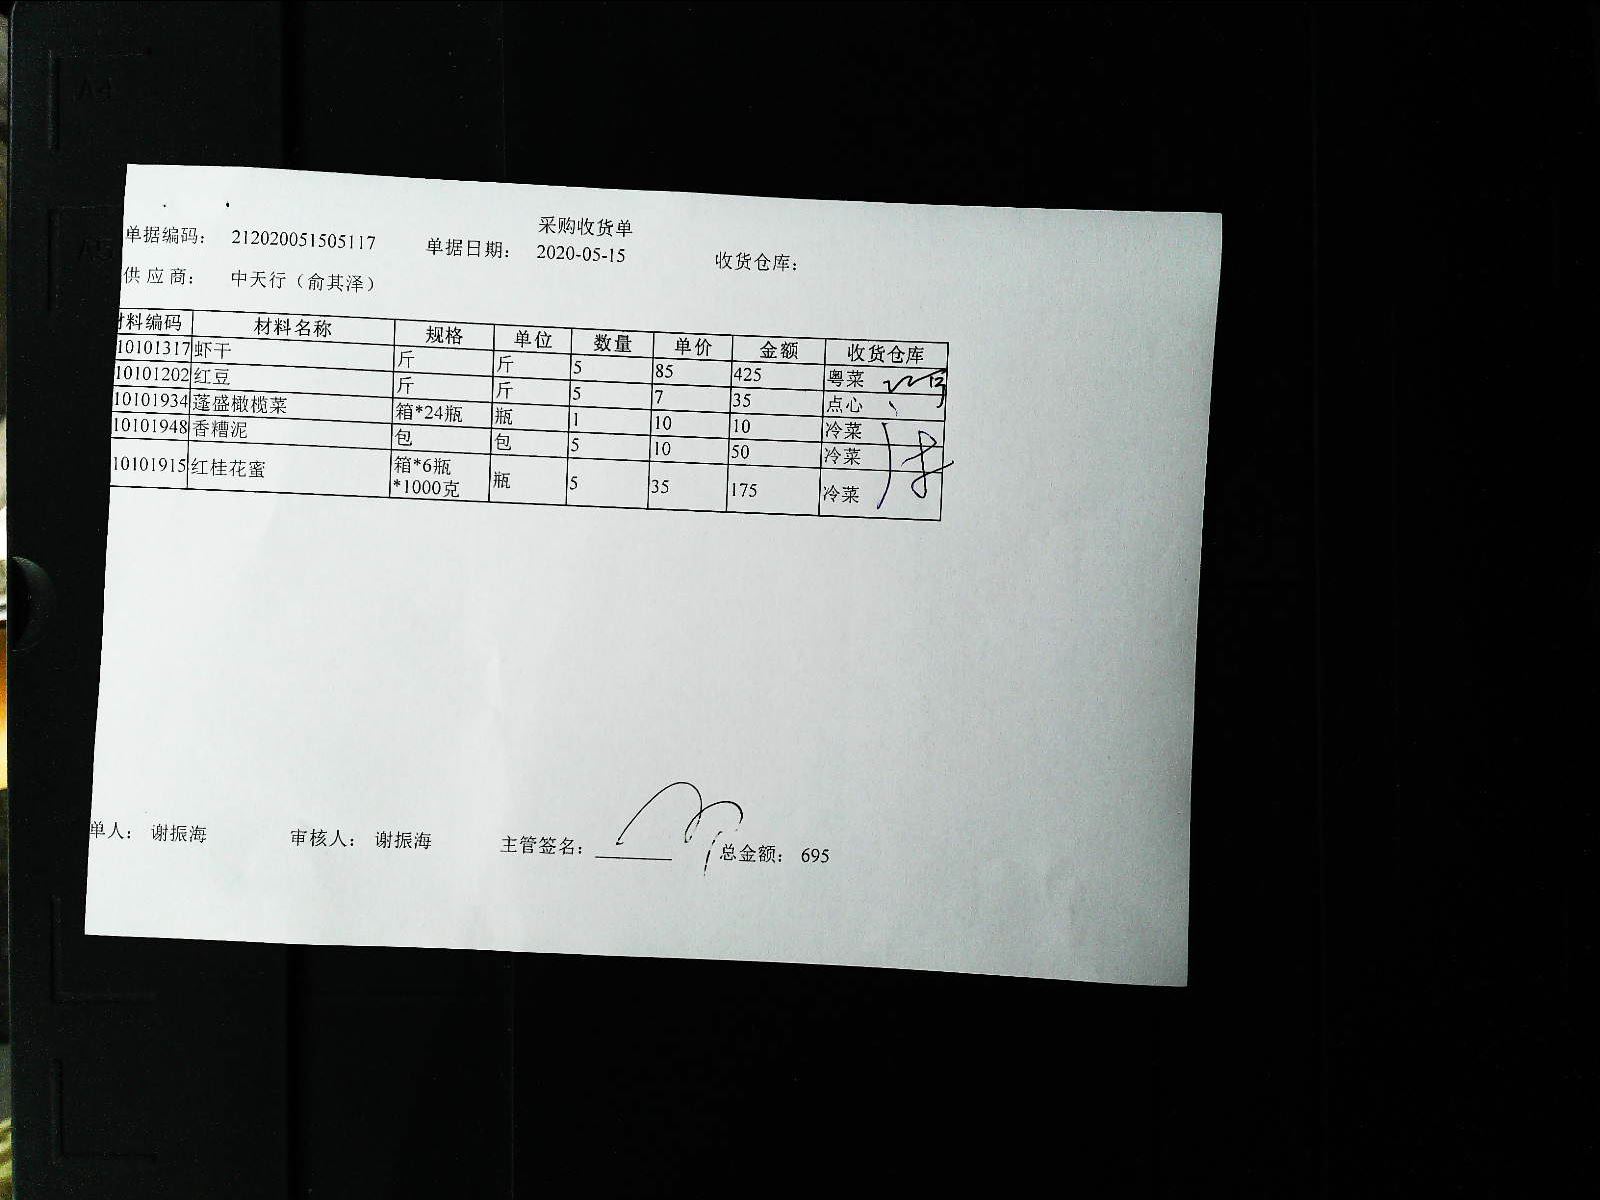 采购收货单
单据编码： 212020051505117 单据日期： 2020-05-15 收货仓库：
供应商： 中天行（俞其泽）
材料编码 材料名称 规格 单位 数量 单价 金额 收货仓库
10101317 虾干 斤 斤 5 85 425 粤菜
10101202 红豆 斤 斤 5 7 35 点心
10101934 蓬盛橄榄菜 箱*24瓶 瓶 1 10 10 冷菜
10101948 香糟泥 包 包 5 10 50 冷菜
10101915 红桂花蜜 箱*6瓶*1000克 瓶 5 35 175 冷菜
单人： 谢振海 审核人： 谢振海 主管签名： 总金额： 695
A4
A5